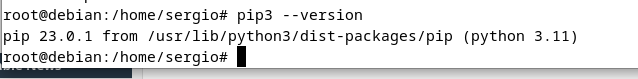 root@debian:/home/sergio# pip3 --version
pip 23.0.1 from /usr/lib/python3/dist-packages/pip (python 3.11)
root@debian:/home/sergio#